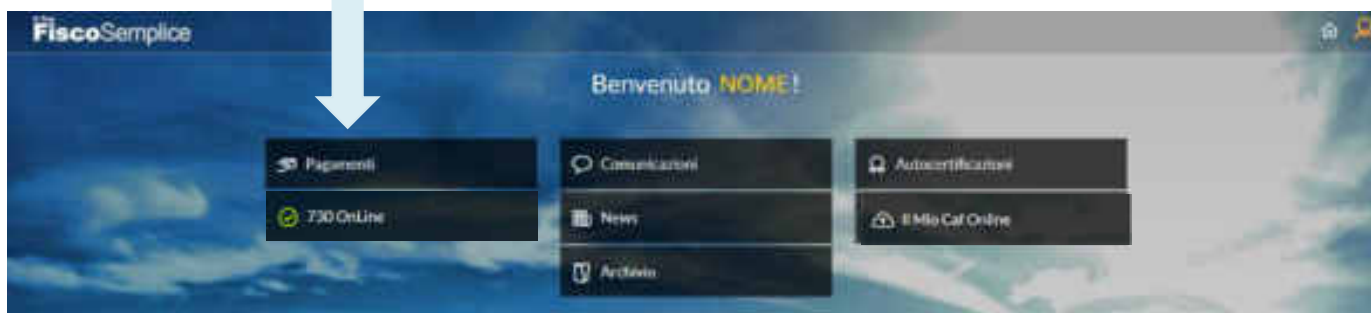 FiscoSemplice
Benvenuto NOME!
Pagamenti
Comunicazioni
Autocertificazioni
730 OnLine
News
Il Mio Caf Online
Archivio